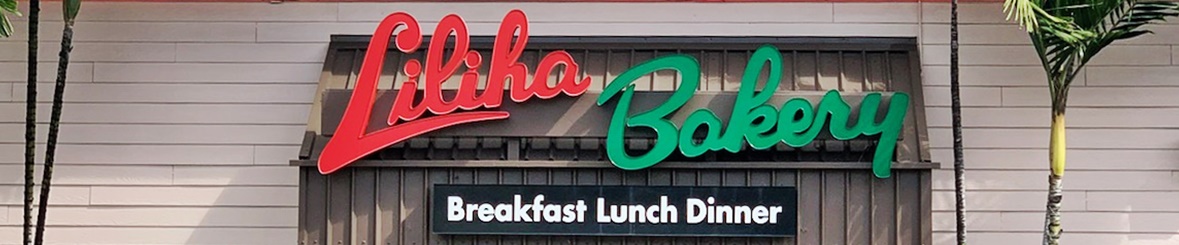 Liliha Bakery
Breakfast Lunch Dinner